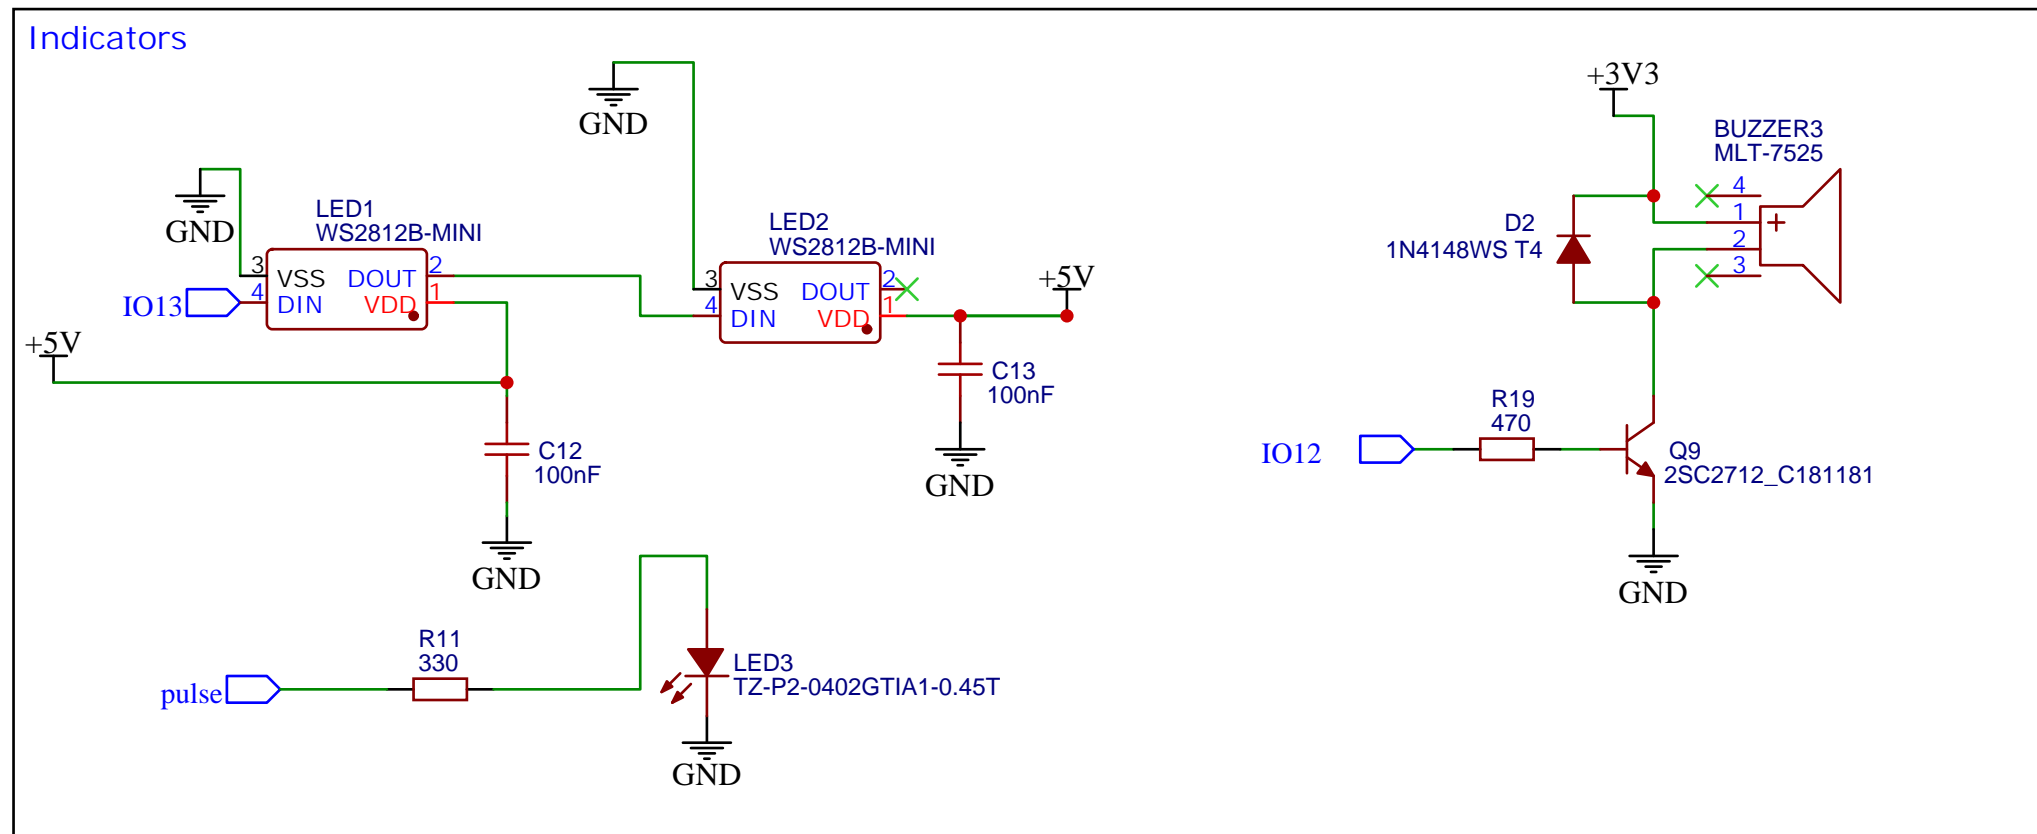 Indicators
GND
+3V3
BUZZER3
MLT-7525
4
1
2
3
D2
1N4148WS T4
GND
LED1
WS2812B-MINI
3 VSS DOUT 2
4 DIN VDD 1
IO13
LED2
WS2812B-MINI
3 VSS DOUT 2
4 DIN VDD 1
+5V
+5V
C13
100nF
GND
C12
100nF
GND
R19
470
IO12
Q9
2SC2712_C181181
GND
R11
330
pulse
LED3
TZ-P2-0402GTIA1-0.45T
GND